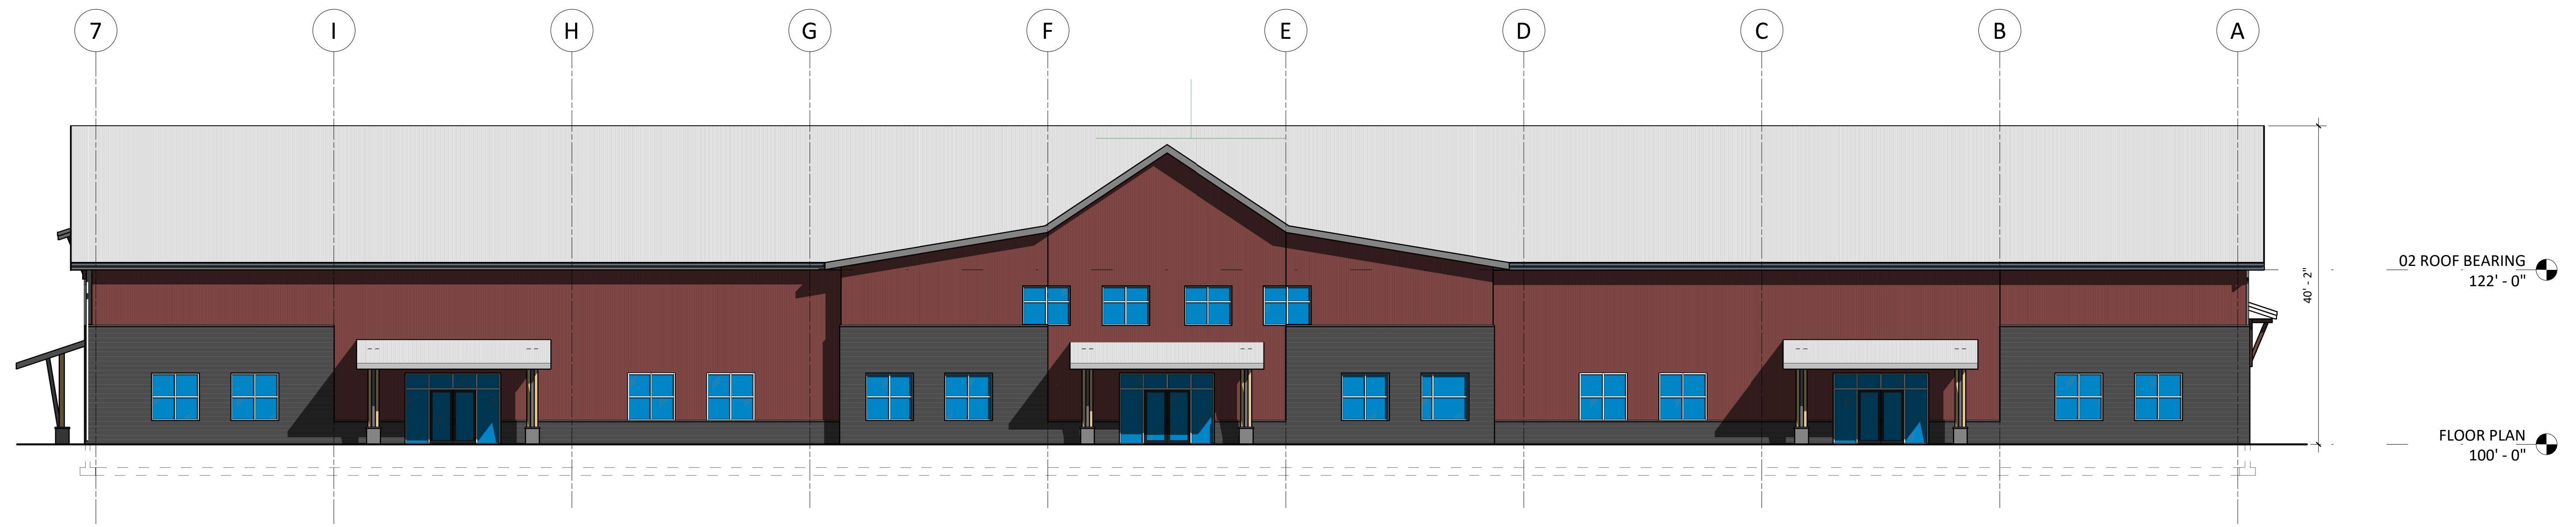 7 I H G F E D C B A
02 ROOF BEARING
122' - 0"
40' - 2"
FLOOR PLAN
100' - 0"